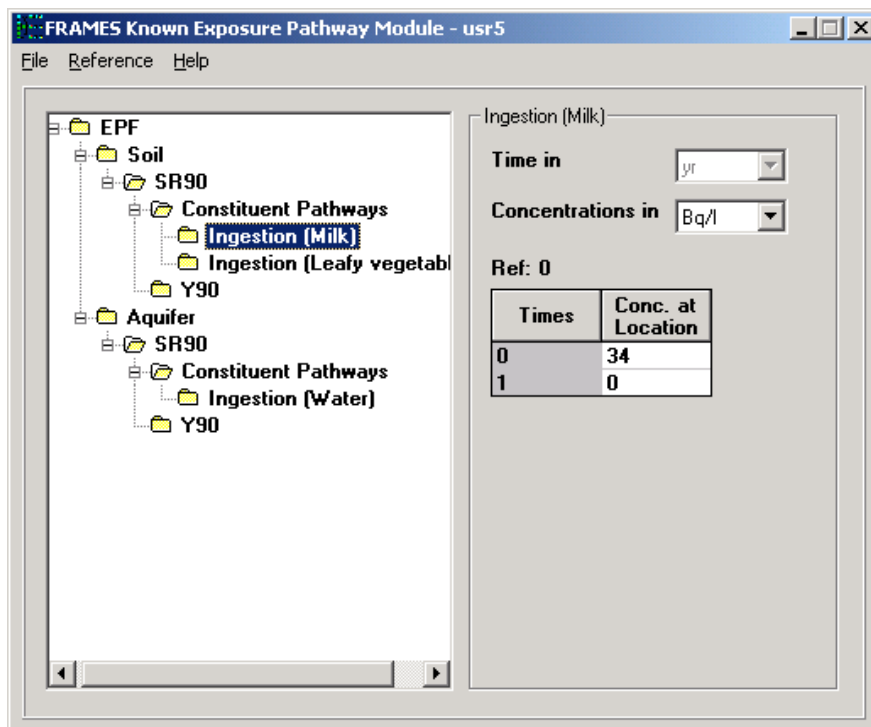 FRAMES Known Exposure Pathway Module - usr5
File Reference Help
EPF
Soil
SR90
Constituent Pathways
Ingestion (Milk)
Ingestion (Leafy vegetabl
Y90
Aquifer
SR90
Constituent Pathways
Ingestion (Water)
Y90
Ingestion (Milk)
Time in yr
Concentrations in Bq/l
Ref: 0
Times Conc. at Location
0 34
1 0